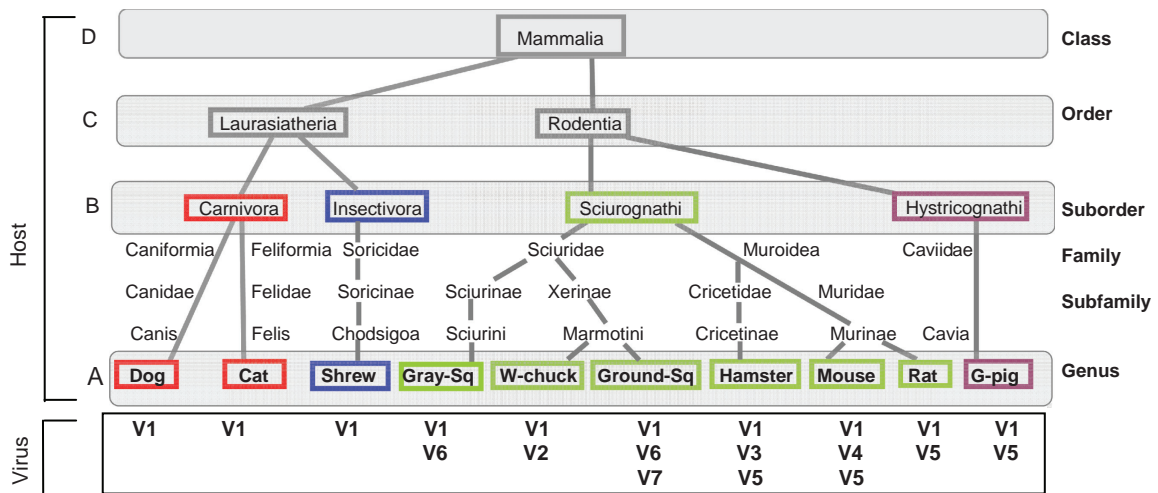 D Mammalia Class
C Laurasiatheria Rodentia Order
B Carnivora Insectivora Sciurognathi Hystricognathi Suborder
Host
Caniformia Feliformia Soricidae Sciuridae Muroidea Caviidae Family
Canidae Felidae Soricinae Sciurinae Xerinae Cricetidae Muridae Subfamily
Canis Felis Chodsigoa Sciurini Marmotini Cricetinae Murinae Cavia
A Dog Cat Shrew Gray-Sq W-chuck Ground-Sq Hamster Mouse Rat G-pig Genus
Virus
V1 V1 V1 V1 V1 V1 V1 V1 V1 V1
V6 V2 V6 V3 V4 V5 V5
V7 V5 V5